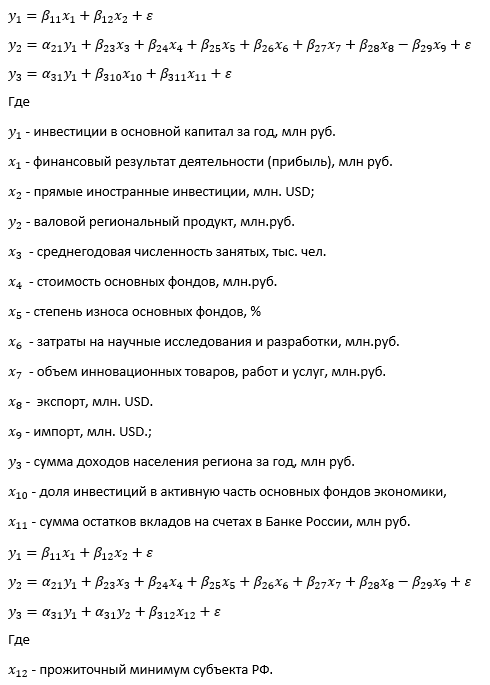 y₁ = β₁₁x₁ + β₁₂x₂ + ε
y₂ = α₂₁y₁ + β₂₃x₃ + β₂₄x₄ + β₂₅x₅ + β₂₆x₆ + β₂₇x₇ + β₂₈x₈ − β₂₉x₉ + ε
y₃ = α₃₁y₁ + β₃₁₀x₁₀ + β₃₁₁x₁₁ + ε
Где
y₁ - инвестиции в основной капитал за год, млн руб.
x₁ - финансовый результат деятельности (прибыль), млн руб.
x₂ - прямые иностранные инвестиции, млн. USD;
y₂ - валовой региональный продукт, млн.руб.
x₃ - среднегодовая численность занятых, тыс. чел.
x₄ - стоимость основных фондов, млн.руб.
x₅ - степень износа основных фондов, %
x₆ - затраты на научные исследования и разработки, млн.руб.
x₇ - объем инновационных товаров, работ и услуг, млн.руб.
x₈ - экспорт, млн. USD.
x₉ - импорт, млн. USD.;
y₃ - сумма доходов населения региона за год, млн руб.
x₁₀ - доля инвестиций в активную часть основных фондов экономики,
x₁₁ - сумма остатков вкладов на счетах в Банке России, млн руб.
y₁ = β₁₁x₁ + β₁₂x₂ + ε
y₂ = α₂₁y₁ + β₂₃x₃ + β₂₄x₄ + β₂₅x₅ + β₂₆x₆ + β₂₇x₇ + β₂₈x₈ − β₂₉x₉ + ε
y₃ = α₃₁y₁ + α₃₁y₂ + β₃₁₂x₁₂ + ε
Где
x₁₂ - прожиточный минимум субъекта РФ.